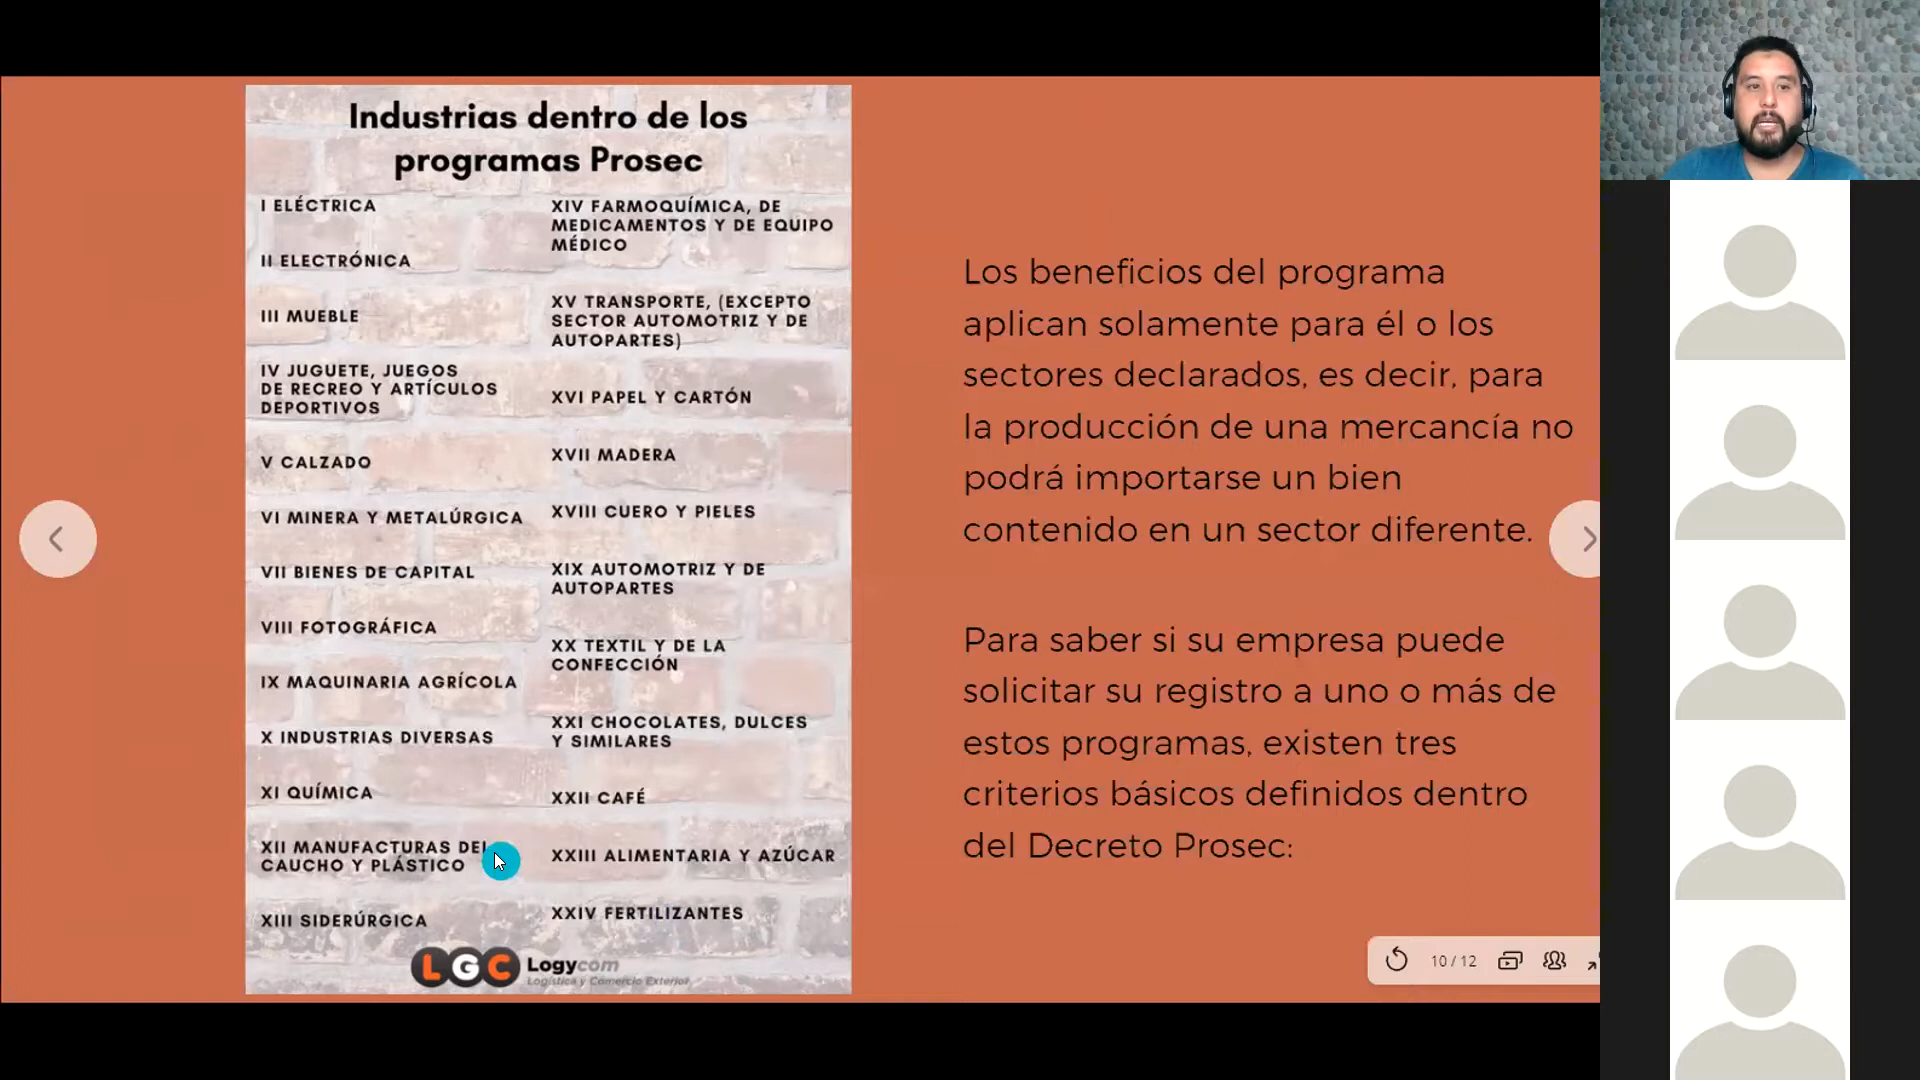 Industrias dentro de los
programas Prosec
I ELÉCTRICA
II ELECTRÓNICA
III MUEBLE
IV JUGUETE, JUEGOS
DE RECREO Y ARTÍCULOS
DEPORTIVOS
V CALZADO
VI MINERA Y METALÚRGICA
VII BIENES DE CAPITAL
VIII FOTOGRÁFICA
IX MAQUINARIA AGRÍCOLA
X INDUSTRIAS DIVERSAS
XI QUÍMICA
XII MANUFACTURAS DEL
CAUCHO Y PLÁSTICO
XIII SIDERÚRGICA
XIV FARMOQUÍMICA, DE
MEDICAMENTOS Y DE EQUIPO
MÉDICO
XV TRANSPORTE, (EXCEPTO
SECTOR AUTOMOTRIZ Y DE
AUTOPARTES)
XVI PAPEL Y CARTÓN
XVII MADERA
XVIII CUERO Y PIELES
XIX AUTOMOTRIZ Y DE
AUTOPARTES
XX TEXTIL Y DE LA
CONFECCIÓN
XXI CHOCOLATES, DULCES
Y SIMILARES
XXII CAFÉ
XXIII ALIMENTARIA Y AZÚCAR
XXIV FERTILIZANTES
LGC Logycom
Logística y Comercio Exterior
Los beneficios del programa
aplican solamente para él o los
sectores declarados, es decir, para
la producción de una mercancía no
podrá importarse un bien
contenido en un sector diferente.
Para saber si su empresa puede
solicitar su registro a uno o más de
estos programas, existen tres
criterios básicos definidos dentro
del Decreto Prosec:
10 / 12